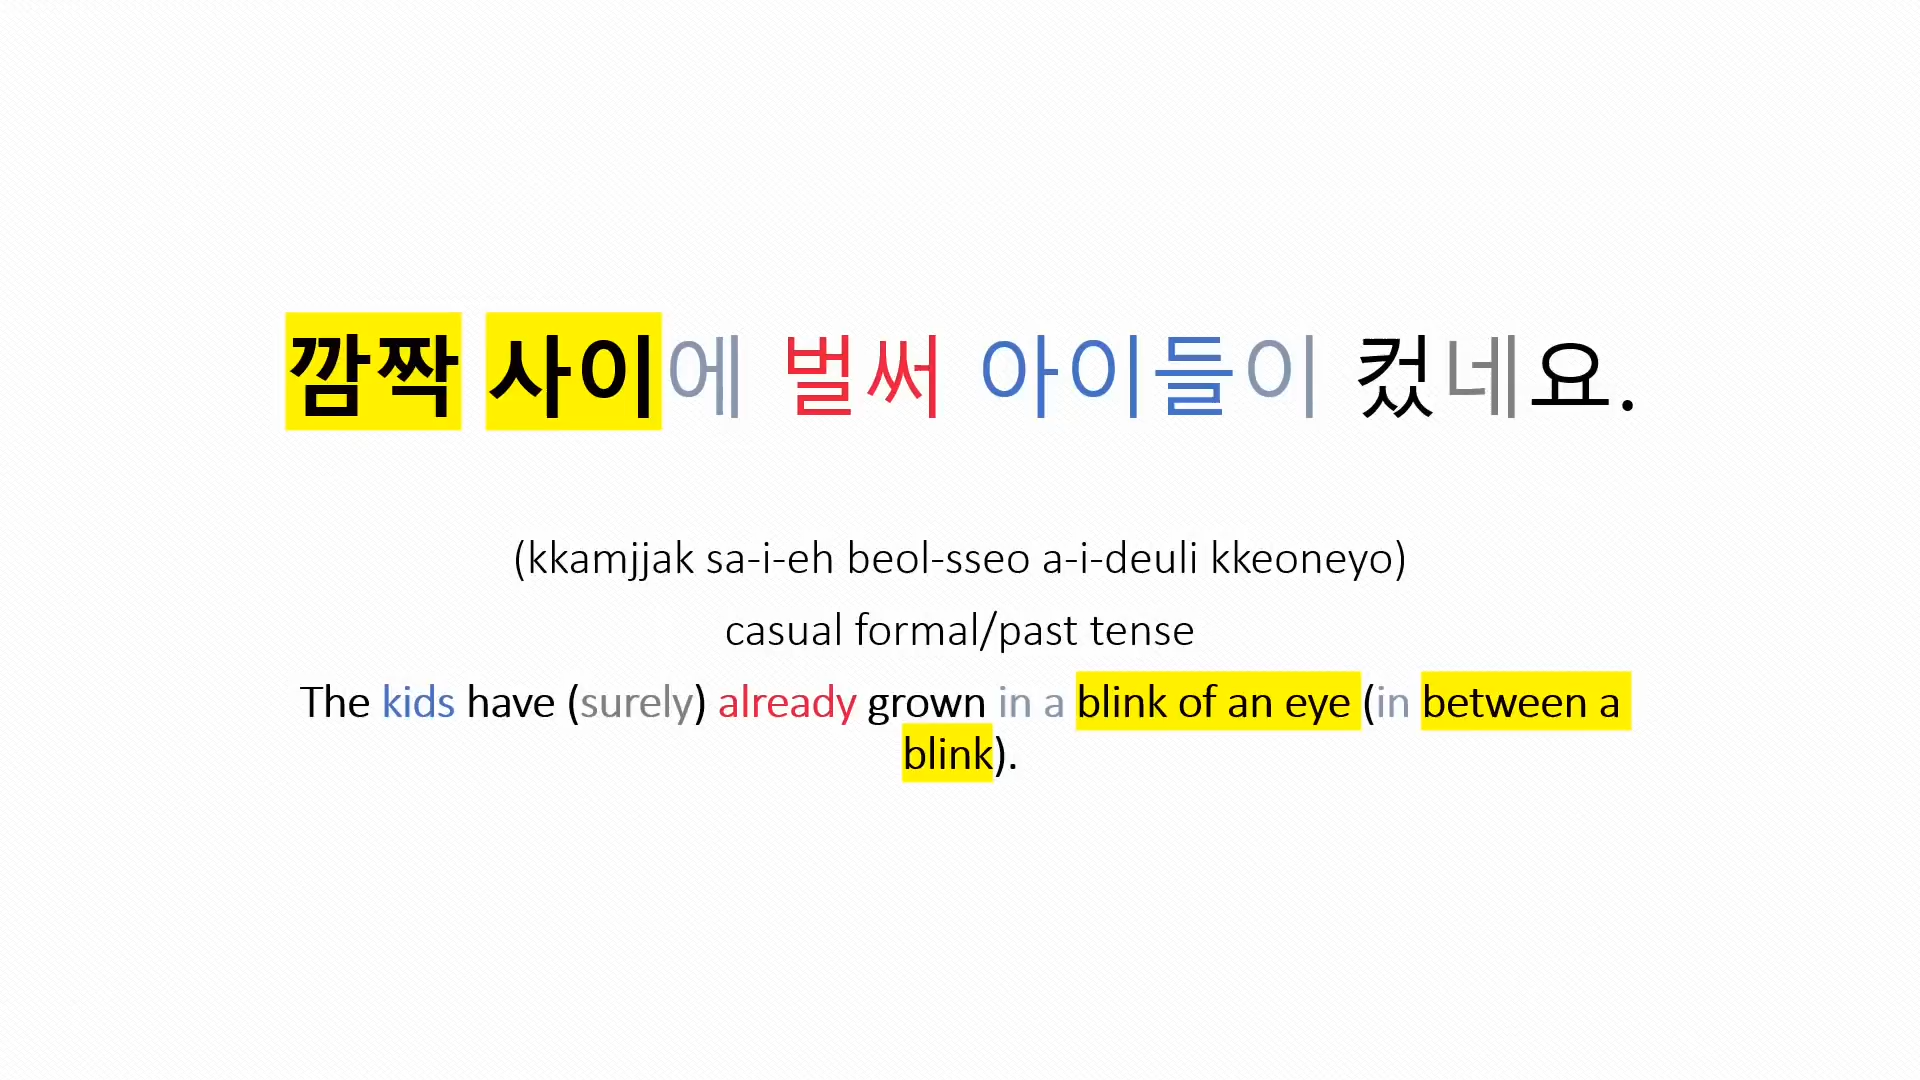 깜짝 사이에 벌써 아이들이 컸네요.
(kkamjjak sa-i-eh beol-sseo a-i-deuli kkeoneyo)
casual formal/past tense
The kids have (surely) already grown in a blink of an eye (in between a
blink).